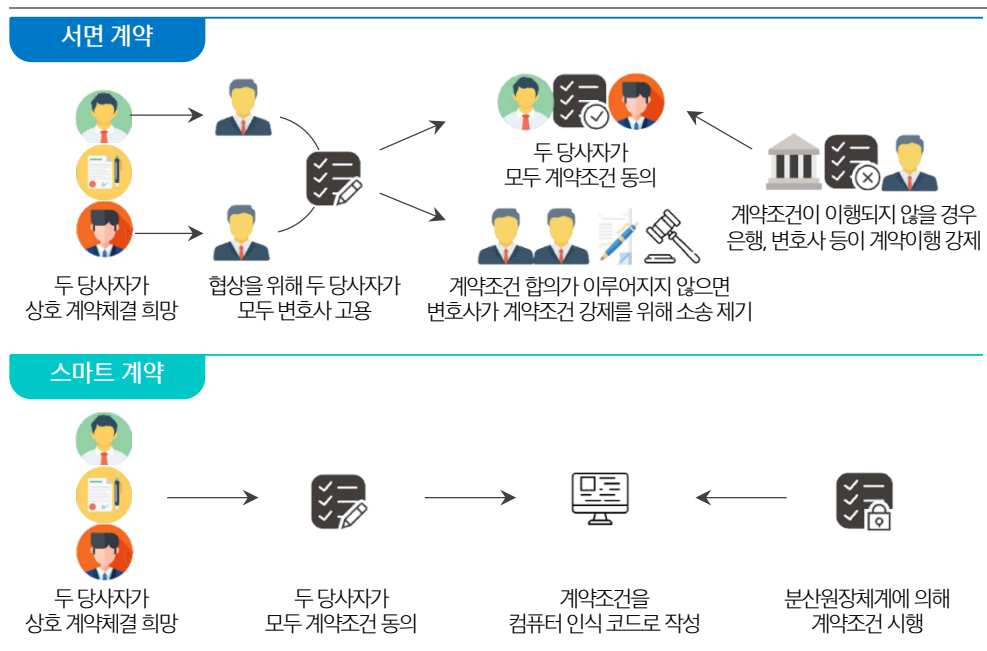 서면 계약
두 당사자가
상호 계약체결 희망
협상을 위해 두 당사자가
모두 변호사 고용
두 당사자가
모두 계약조건 동의
계약조건 합의가 이루어지지 않으면
변호사가 계약조건 강제를 위해 소송 제기
계약조건이 이행되지 않을 경우
은행, 변호사 등이 계약이행 강제
스마트 계약
두 당사자가
상호 계약체결 희망
두 당사자가
모두 계약조건 동의
계약조건을
컴퓨터 인식 코드로 작성
분산원장체계에 의해
계약조건 시행